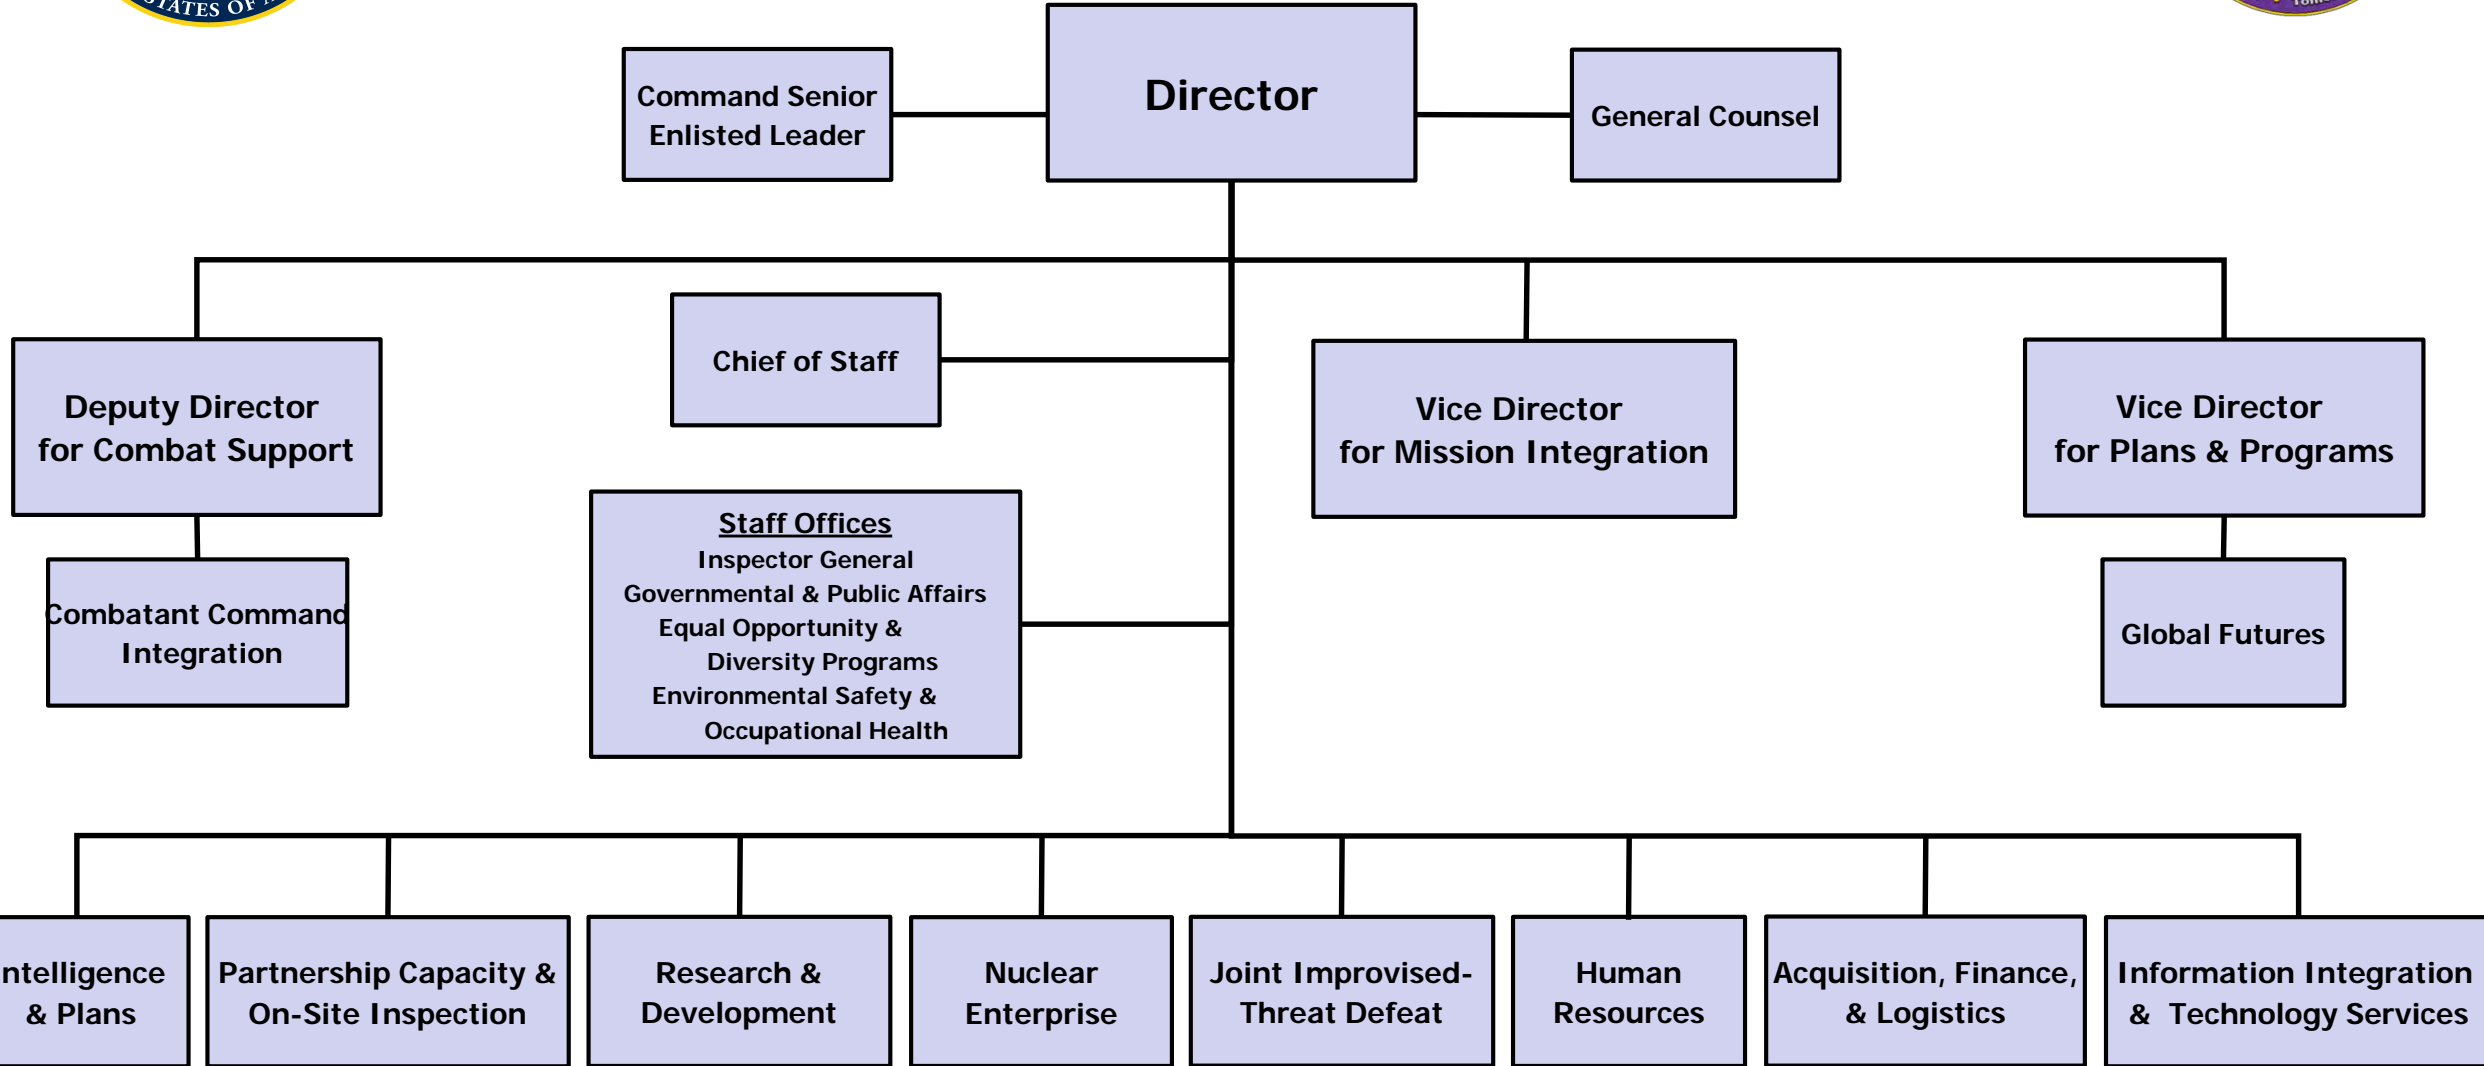 STATES OF
Director
Command Senior
Enlisted Leader
General Counsel
Chief of Staff
Deputy Director
for Combat Support
Vice Director
for Mission Integration
Vice Director
for Plans & Programs
Staff Offices
Inspector General
Governmental & Public Affairs
Equal Opportunity &
Diversity Programs
Environmental Safety &
Occupational Health
Combatant Command
Integration
Global Futures
ntelligence
& Plans
Partnership Capacity &
On-Site Inspection
Research &
Development
Nuclear
Enterprise
Joint Improvised-
Threat Defeat
Human
Resources
Acquisition, Finance,
& Logistics
Information Integration
& Technology Services